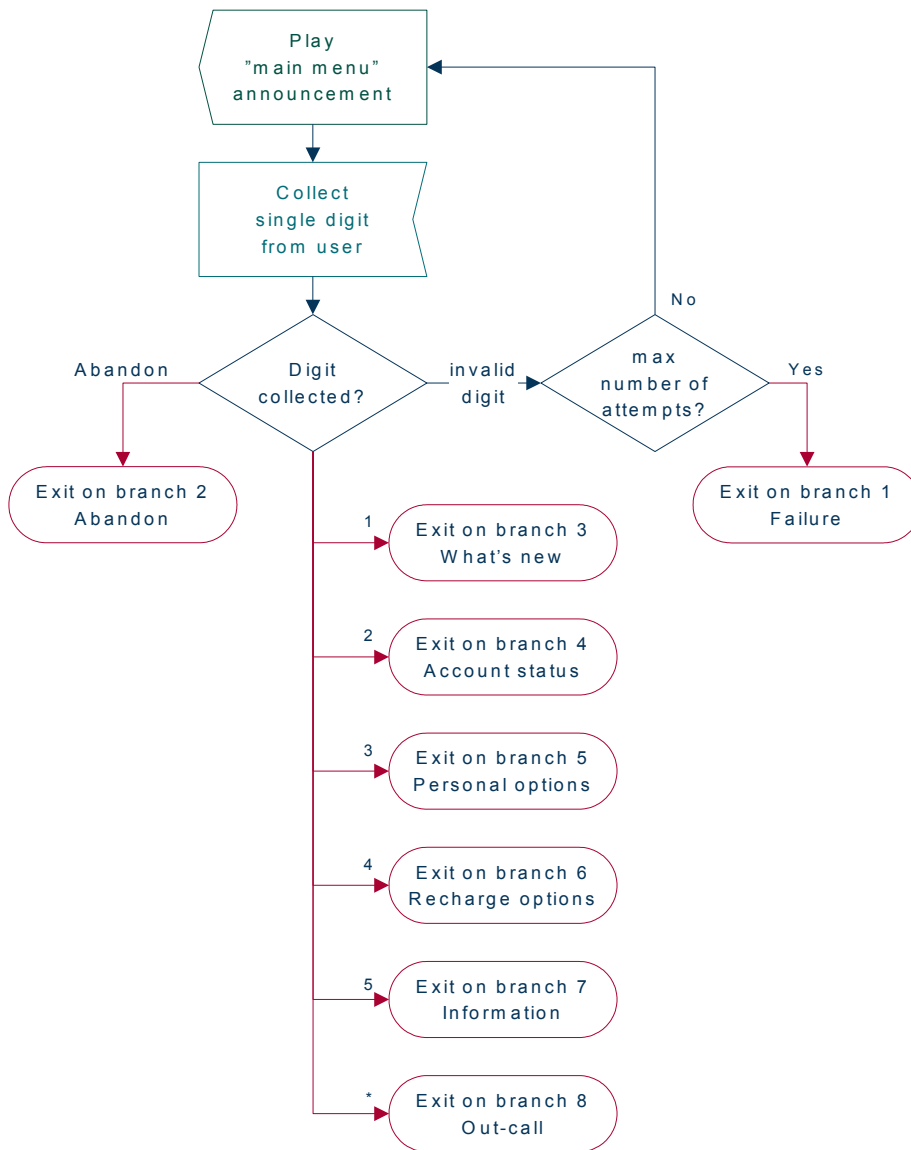 Play
”main menu”
announcement
Collect
single digit
from user
No
Abandon
Digit
collected?
invalid
digit
max
number of
attempts?
Yes
Exit on branch 2
Abandon
Exit on branch 1
Failure
1
Exit on branch 3
What’s new
2
Exit on branch 4
Account status
3
Exit on branch 5
Personal options
4
Exit on branch 6
Recharge options
5
Exit on branch 7
Information
*
Exit on branch 8
Out-call